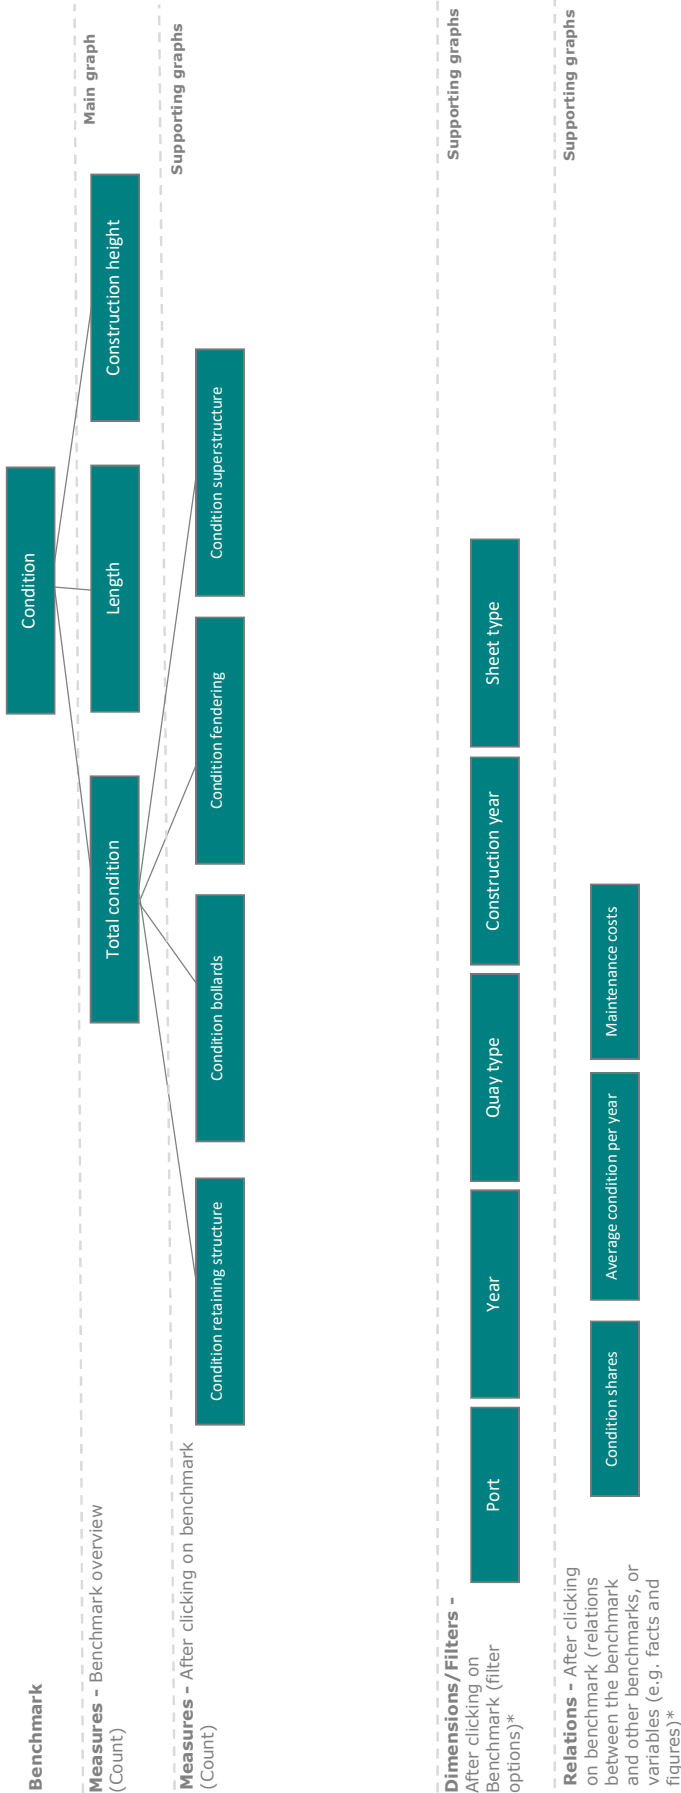 Benchmark
Condition
Measures - Benchmark overview
(Count)
Total condition
Length
Construction height
Main graph
Measures - After clicking on benchmark
(Count)
Condition retaining structure
Condition bollards
Condition fendering
Condition superstructure
Supporting graphs
Dimensions/Filters -
After clicking on
Benchmark (filter
options)*
Port
Year
Quay type
Construction year
Sheet type
Supporting graphs
Relations - After clicking
on benchmark (relations
between the benchmark
and other benchmarks, or
variables (e.g. facts and
figures)*
Condition shares
Average condition per year
Maintenance costs
Supporting graphs